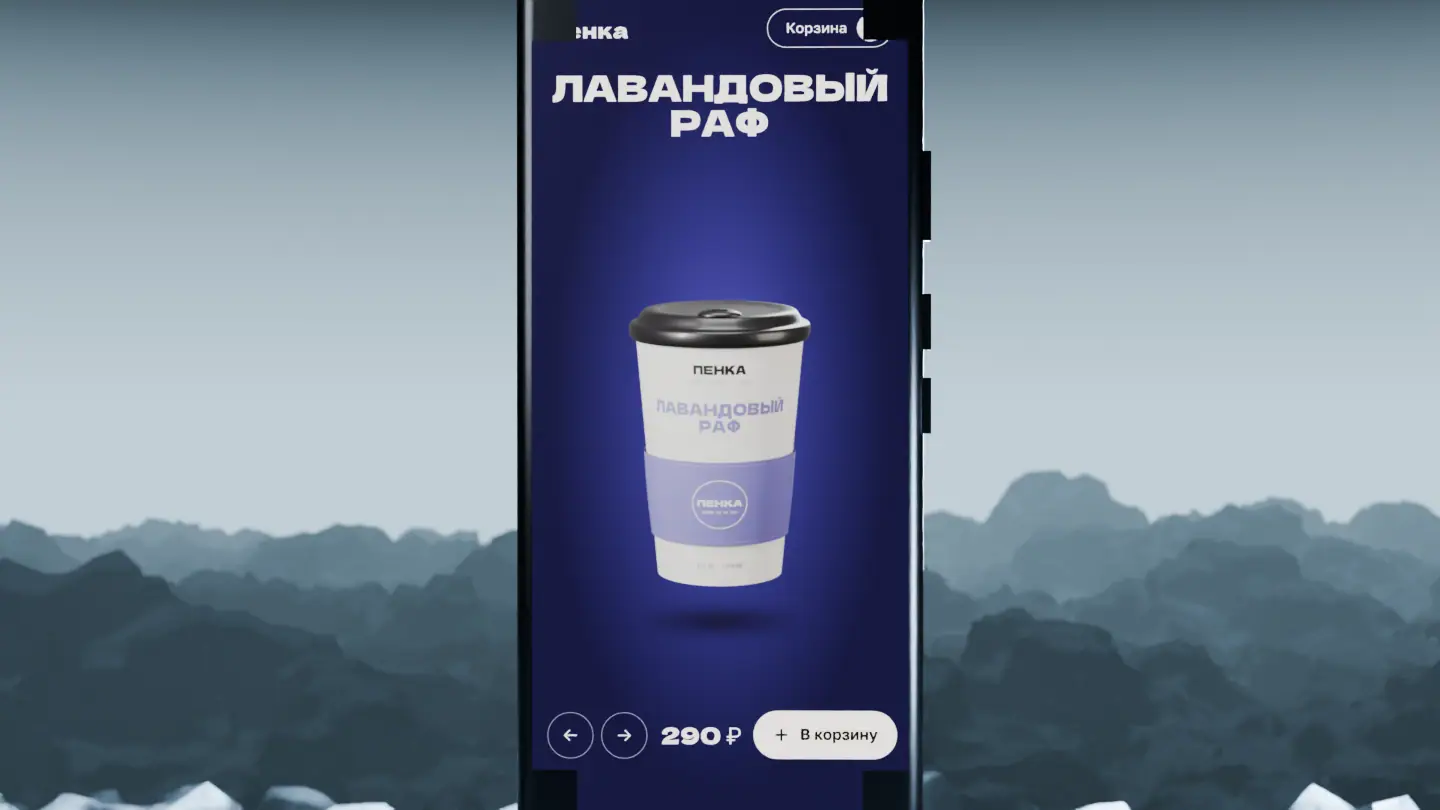 енка
Корзина
ЛАВАНДОВЫЙ
РАФ
ПЕНКА
ЛАВАНДОВЫЙ
РАФ
ПЕНКА
290 ₽
+ В корзину